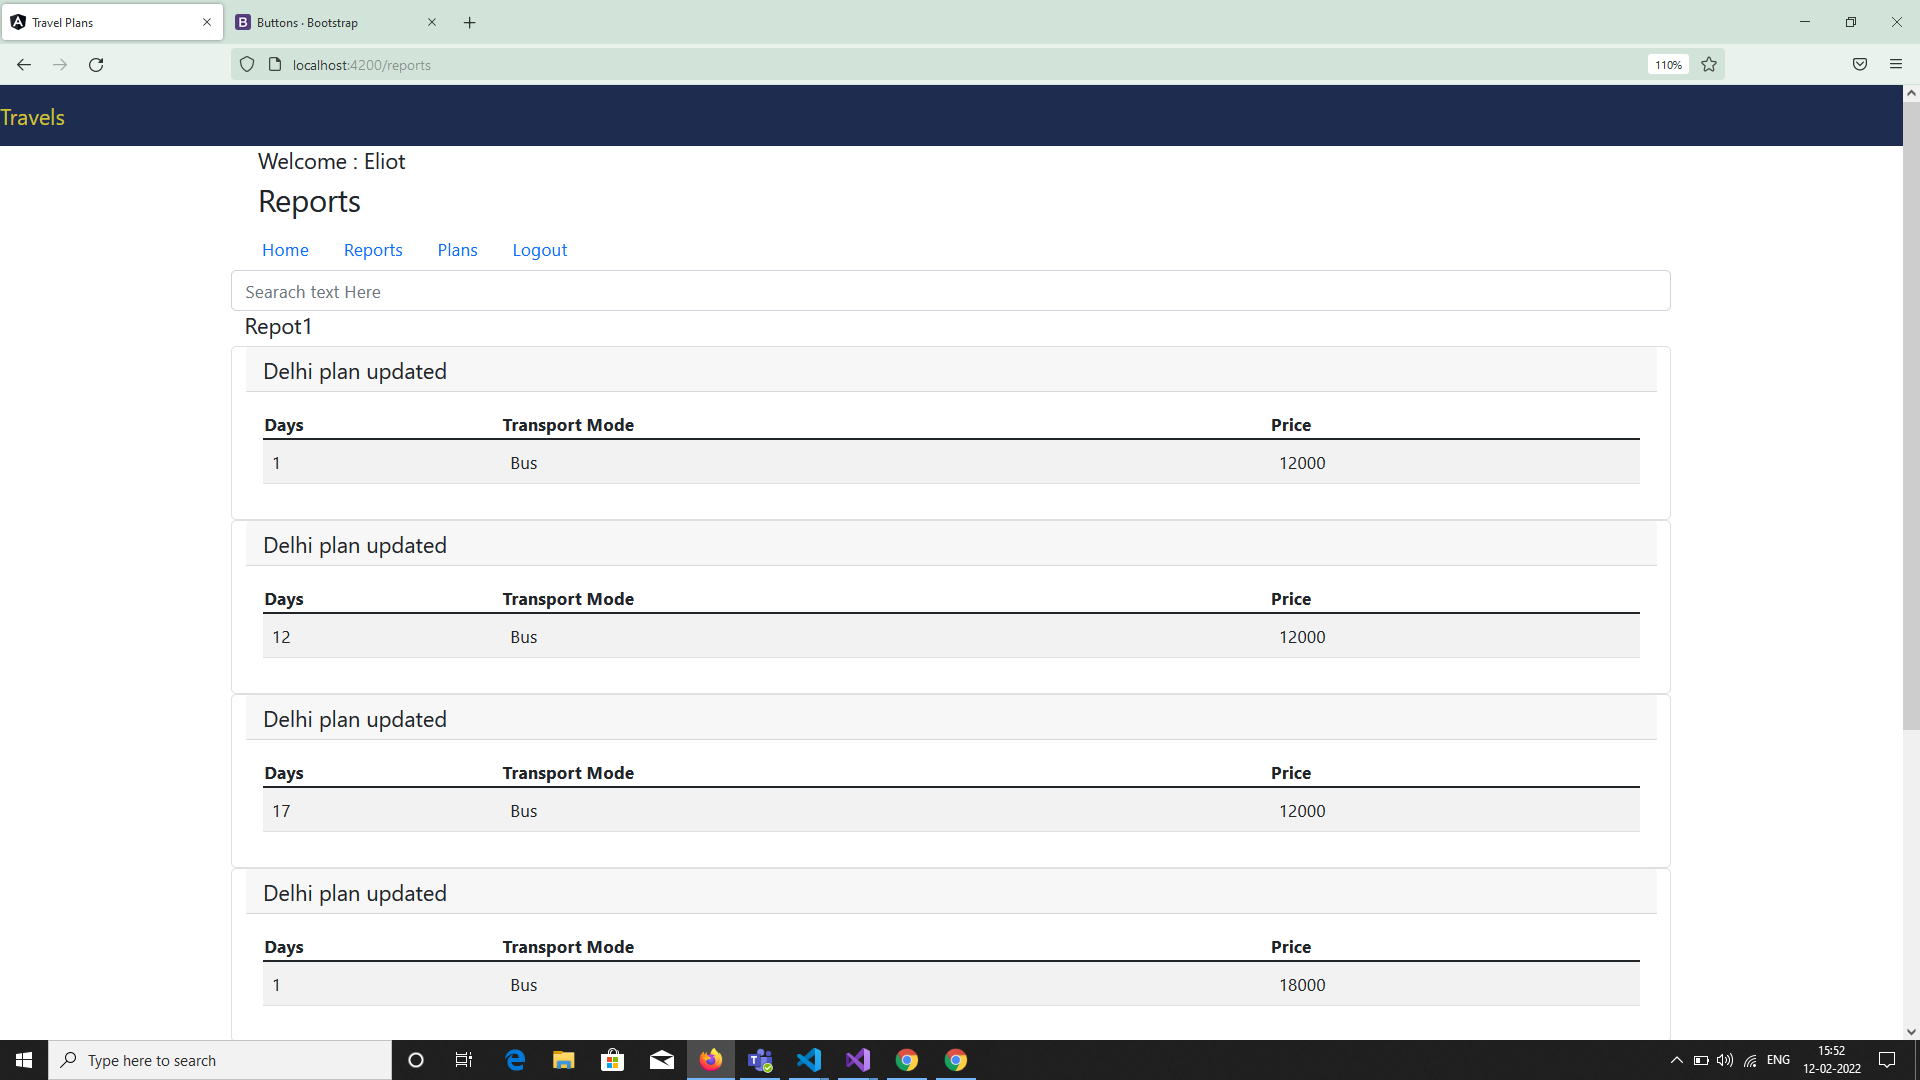 Travel Plans
Buttons · Bootstrap
localhost:4200/reports
110%
Travels
Welcome : Eliot
Reports
Home Reports Plans Logout
Searach text Here
Repot1
Delhi plan updated
Days Transport Mode Price
1 Bus 12000
Delhi plan updated
Days Transport Mode Price
12 Bus 12000
Delhi plan updated
Days Transport Mode Price
17 Bus 12000
Delhi plan updated
Days Transport Mode Price
1 Bus 18000
Type here to search
ENG
15:52
12-02-2022